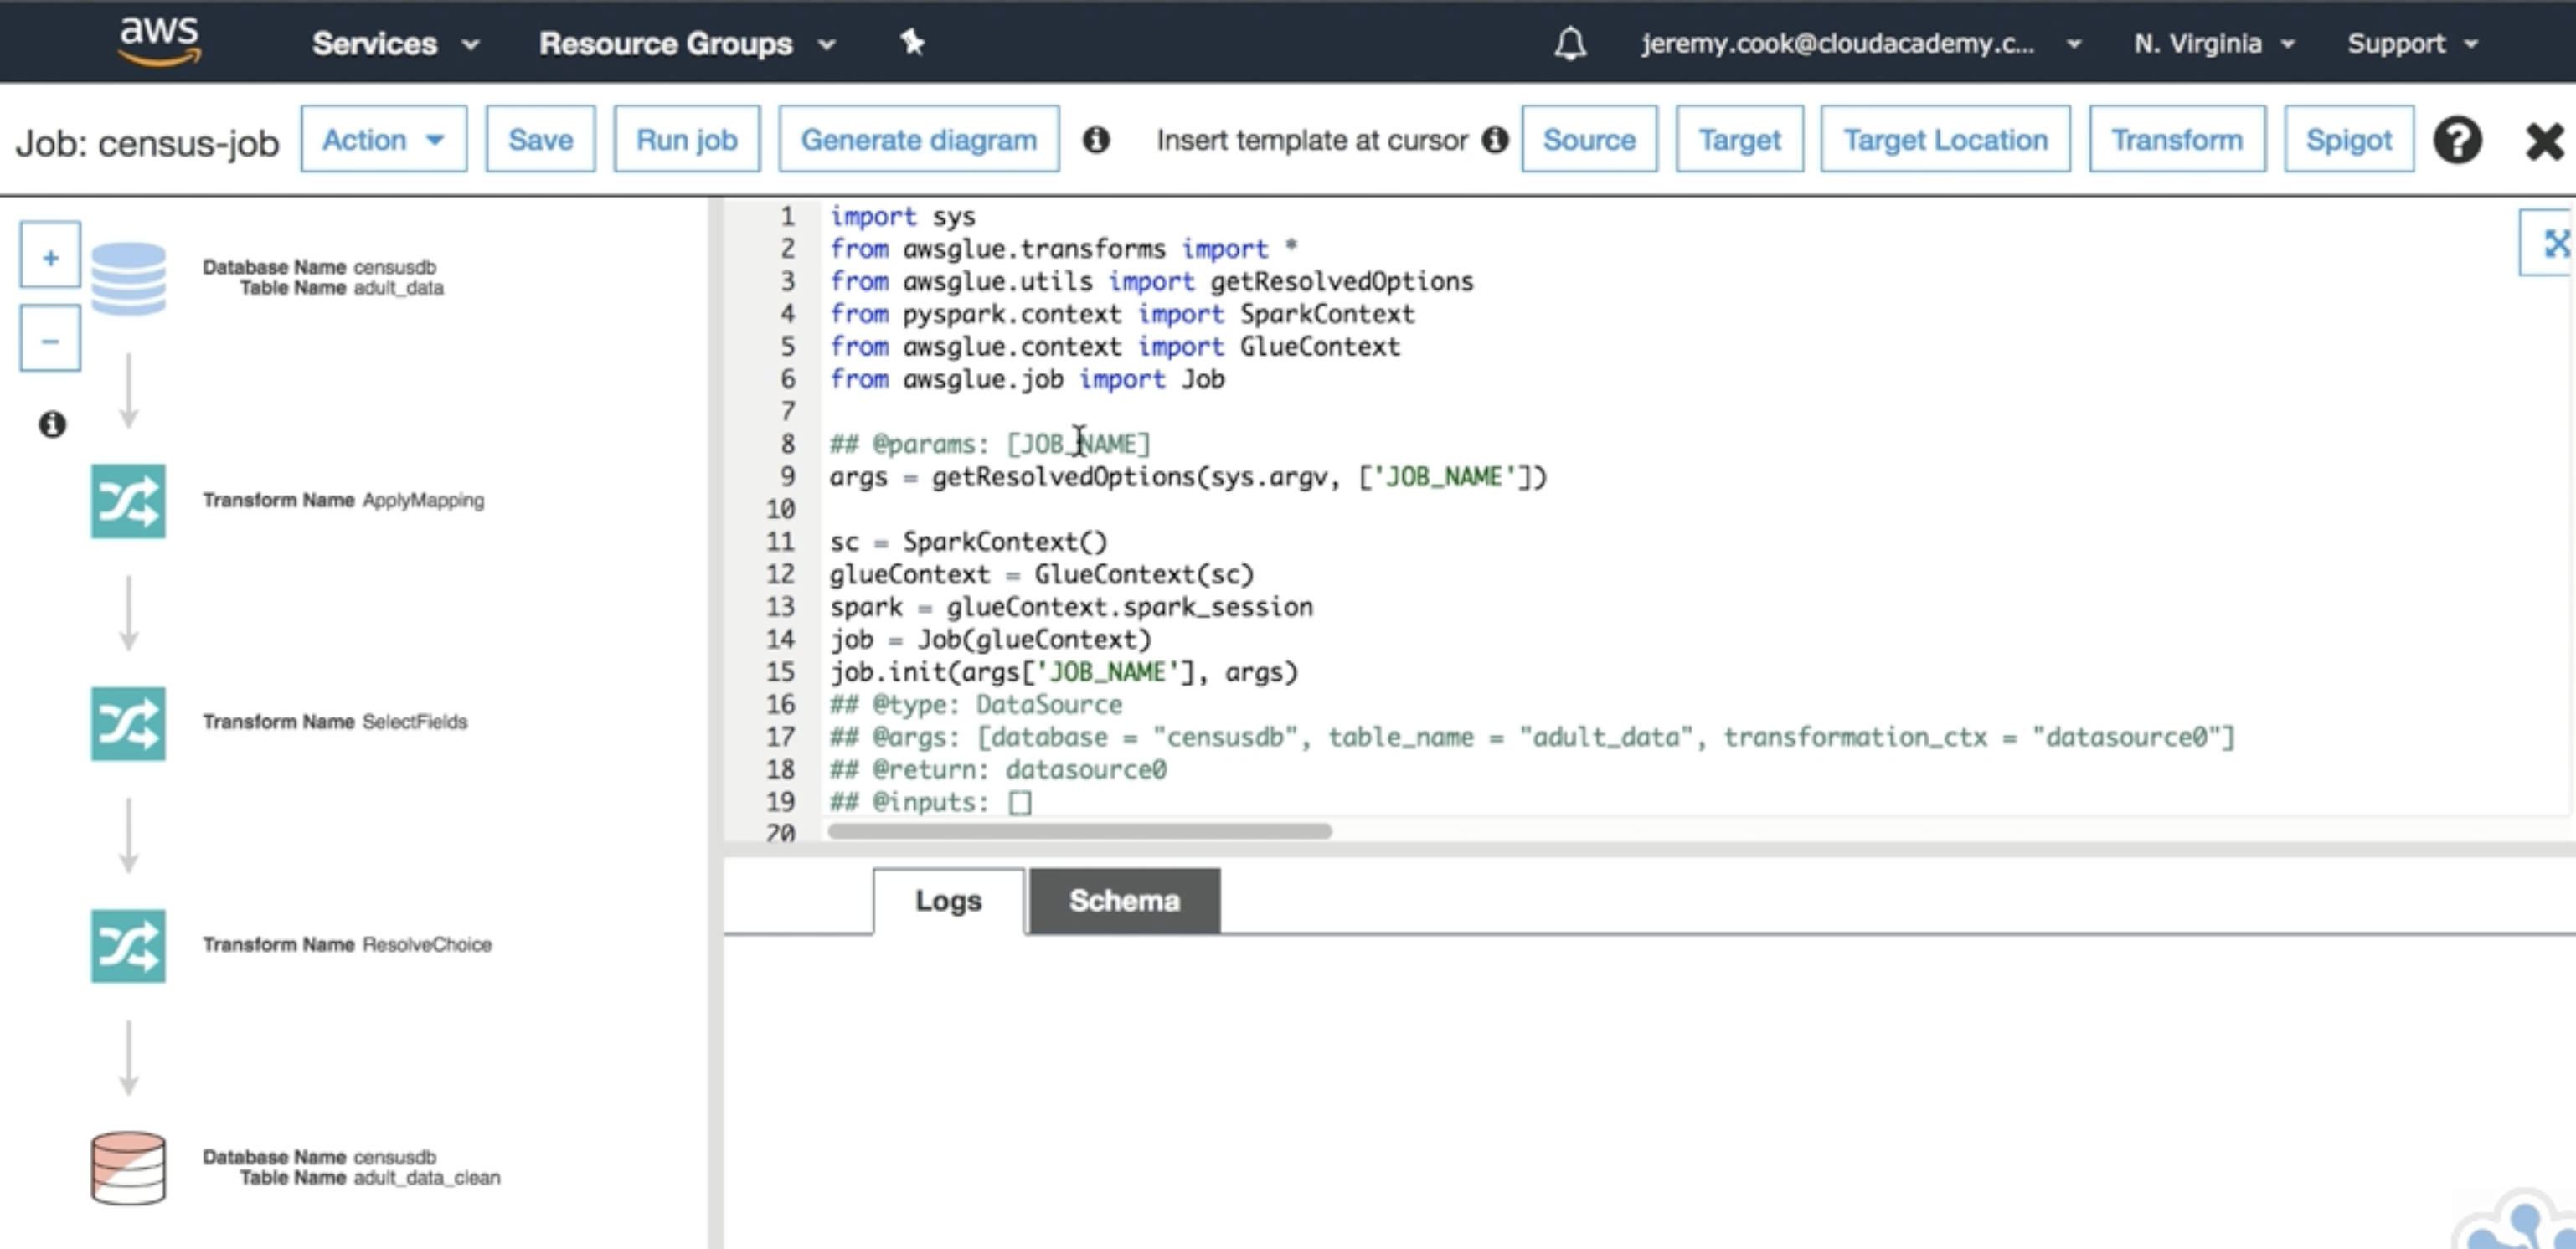 aws Services Resource Groups jeremy.cook@cloudacademy.c... N. Virginia Support
Job: census-job Action Save Run job Generate diagram Insert template at cursor Source Target Target Location Transform Spigot
Database Name censusdb
Table Name adult_data
Transform Name ApplyMapping
Transform Name SelectFields
Transform Name ResolveChoice
Database Name censusdb
Table Name adult_data_clean
1 import sys
2 from awsglue.transforms import *
3 from awsglue.utils import getResolvedOptions
4 from pyspark.context import SparkContext
5 from awsglue.context import GlueContext
6 from awsglue.job import Job
7
8 ## @params: [JOB_NAME]
9 args = getResolvedOptions(sys.argv, ['JOB_NAME'])
10
11 sc = SparkContext()
12 glueContext = GlueContext(sc)
13 spark = glueContext.spark_session
14 job = Job(glueContext)
15 job.init(args['JOB_NAME'], args)
16 ## @type: DataSource
17 ## @args: [database = "censusdb", table_name = "adult_data", transformation_ctx = "datasource0"]
18 ## @return: datasource0
19 ## @inputs: []
20
Logs Schema